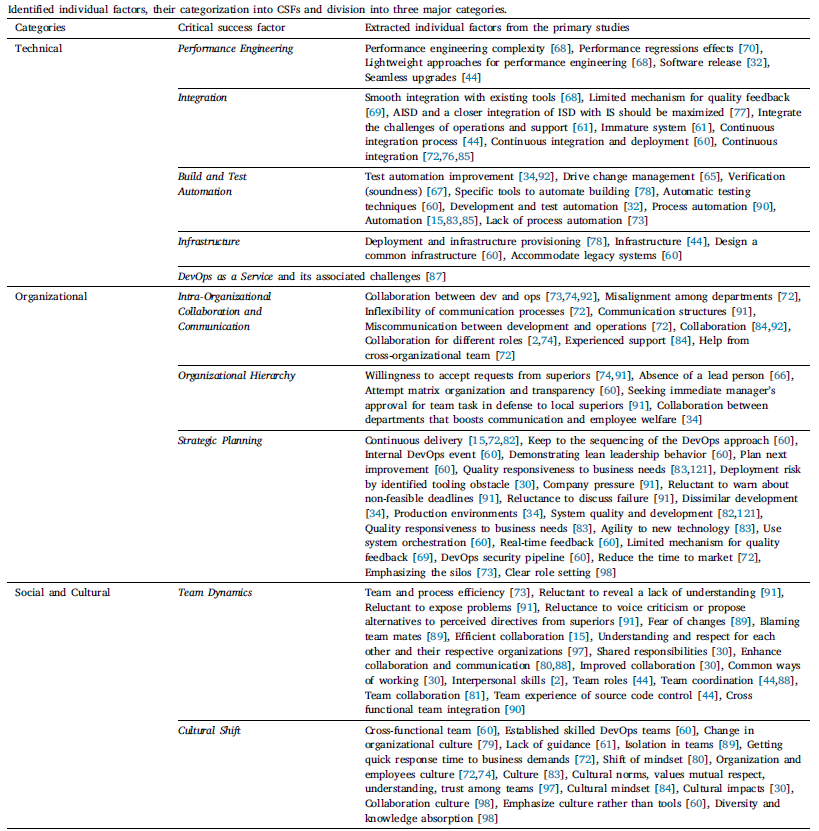 Identified individual factors, their categorization into CSFs and division into three major categories.
Categories Critical success factor Extracted individual factors from the primary studies
Technical Performance Engineering Performance engineering complexity [68], Performance regressions effects [70],
Lightweight approaches for performance engineering [68], Software release [32],
Seamless upgrades [44]
Integration Smooth integration with existing tools [68], Limited mechanism for quality feedback
[69], AISD and a closer integration of ISD with IS should be maximized [77], Integrate
the challenges of operations and support [61], Immature system [61], Continuous
integration process [44], Continuous integration and deployment [60], Continuous
integration [72,76,85]
Build and Test Test automation improvement [34,92], Drive change management [65], Verification
Automation (soundness) [67], Specific tools to automate building [78], Automatic testing
techniques [60], Development and test automation [32], Process automation [90],
Automation [15,83,85], Lack of process automation [73]
Infrastructure Deployment and infrastructure provisioning [78], Infrastructure [44], Design a
common infrastructure [60], Accommodate legacy systems [60]
DevOps as a Service and its associated challenges [87]
Organizational Intra-Organizational Collaboration between dev and ops [73,74,92], Misalignment among departments [72],
Collaboration and Inflexibility of communication processes [72], Communication structures [91],
Communication Miscommunication between development and operations [72], Collaboration [84,92],
Collaboration for different roles [2,74], Experienced support [84], Help from
cross-organizational team [72]
Organizational Hierarchy Willingness to accept requests from superiors [74,91], Absence of a lead person [66],
Attempt matrix organization and transparency [60], Seeking immediate manager's
approval for team task in defense to local superiors [91], Collaboration between
departments that boosts communication and employee welfare [34]
Strategic Planning Continuous delivery [15,72,82], Keep to the sequencing of the DevOps approach [60],
Internal DevOps event [60], Demonstrating lean leadership behavior [60], Plan next
improvement [60], Quality responsiveness to business needs [83,121], Deployment risk
by identified tooling obstacle [30], Company pressure [91], Reluctant to warn about
non-feasible deadlines [91], Reluctance to discuss failure [91], Dissimilar development
[34], Production environments [34], System quality and development [82,121],
Quality responsiveness to business needs [83], Agility to new technology [83], Use
system orchestration [60], Real-time feedback [60], Limited mechanism for quality
feedback [69], DevOps security pipeline [60], Reduce the time to market [72],
Emphasizing the silos [73], Clear role setting [98]
Social and Cultural Team Dynamics Team and process efficiency [73], Reluctant to reveal a lack of understanding [91],
Reluctant to expose problems [91], Reluctance to voice criticism or propose
alternatives to perceived directives from superiors [91], Fear of changes [89], Blaming
team mates [89], Efficient collaboration [15], Understanding and respect for each
other and their respective organizations [97], Shared responsibilities [30], Enhance
collaboration and communication [80,88], Improved collaboration [30], Common ways
of working [30], Interpersonal skills [2], Team roles [44], Team coordination [44,88],
Team collaboration [81], Team experience of source code control [44], Cross
functional team integration [90]
Cultural Shift Cross-functional team [60], Established skilled DevOps teams [60], Change in
organizational culture [79], Lack of guidance [61], Isolation in teams [89], Getting
quick response time to business demands [72], Shift of mindset [80], Organization and
employees culture [72,74], Culture [83], Cultural norms, values mutual respect,
understanding, trust among teams [97], Cultural mindset [84], Cultural impacts [30],
Collaboration culture [98], Emphasize culture rather than tools [60], Diversity and
knowledge absorption [98]